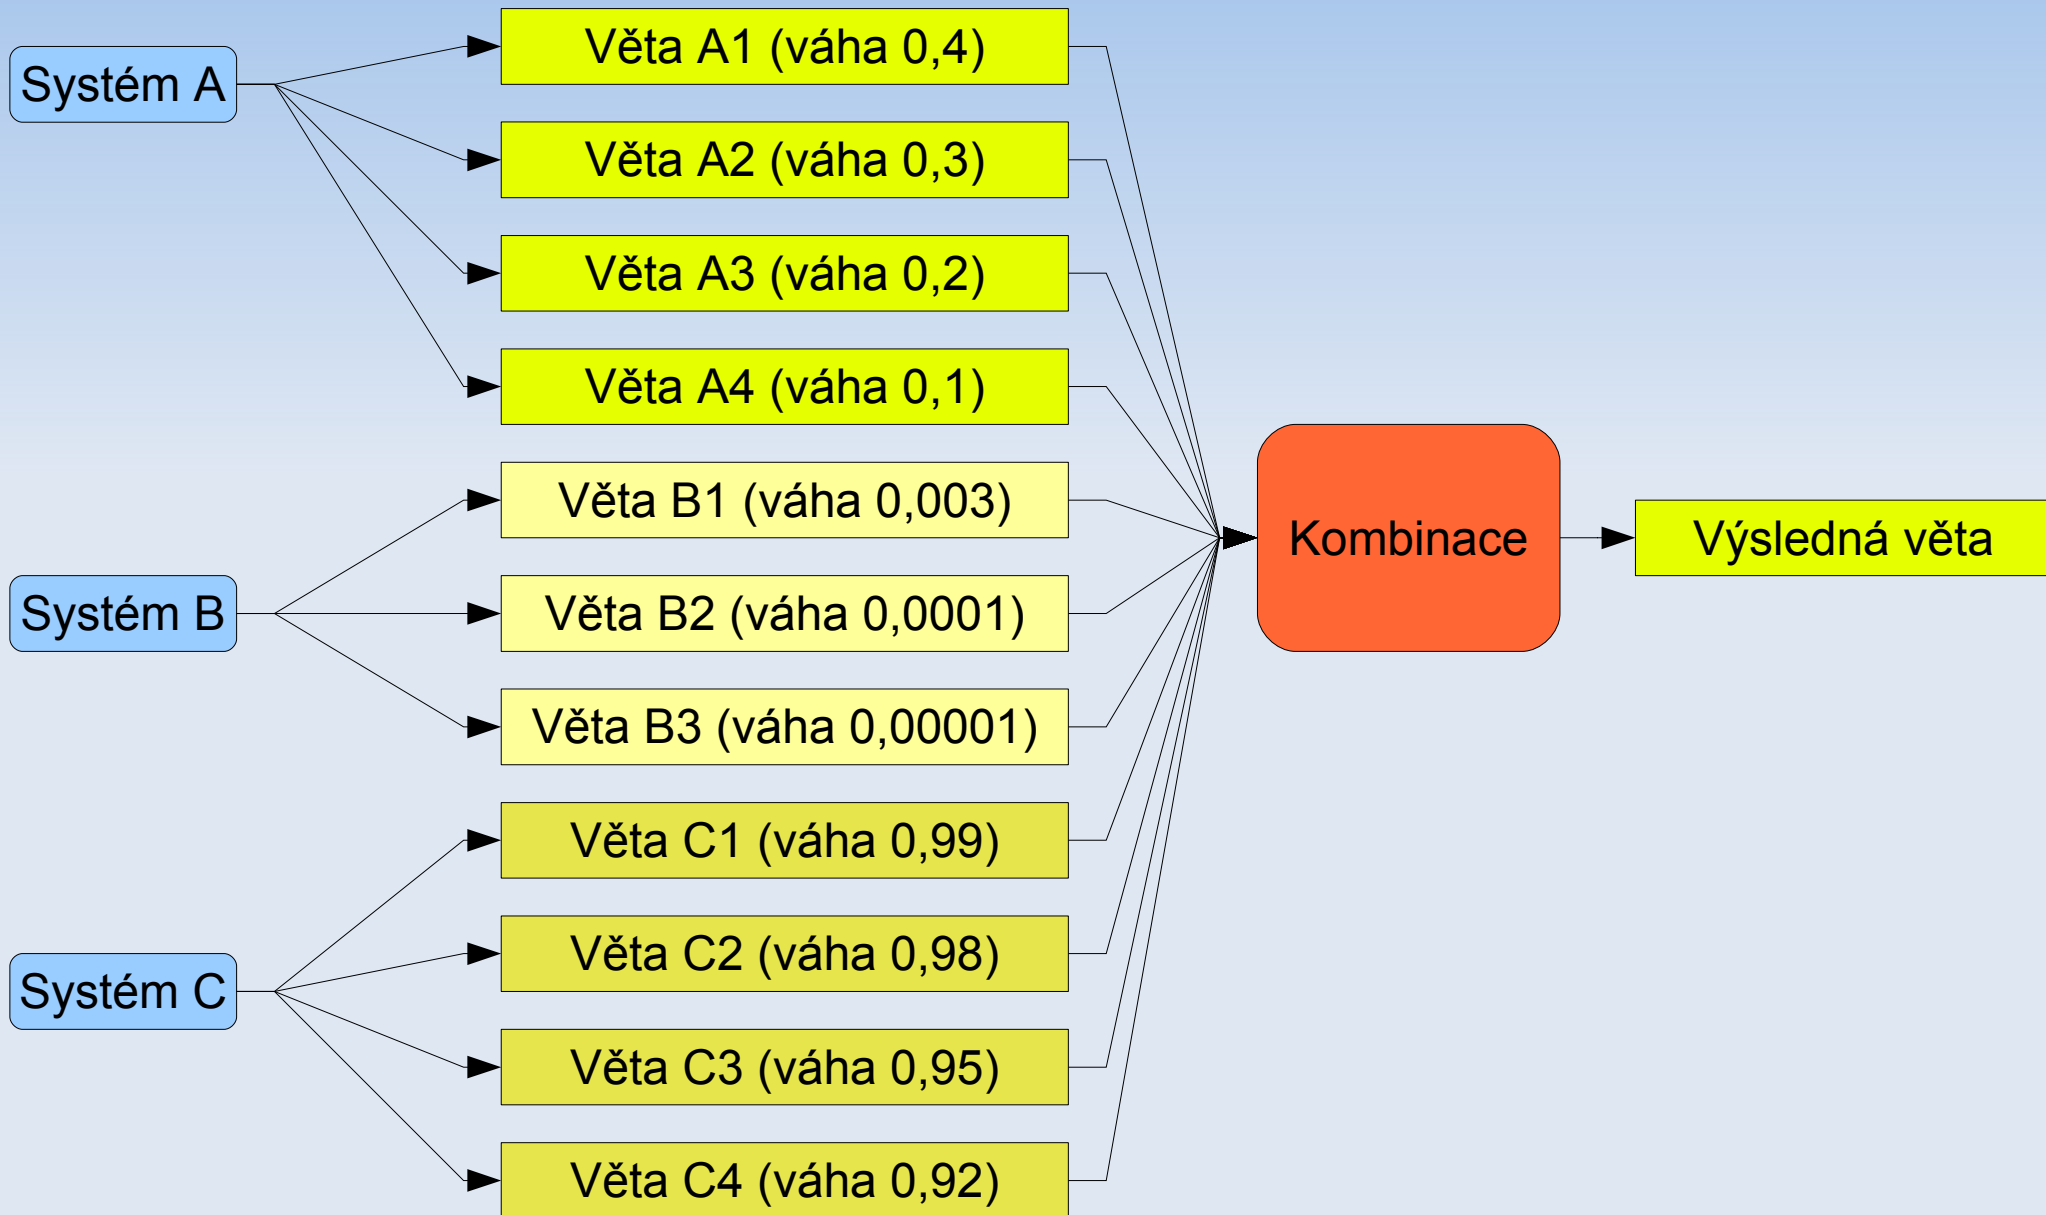 Systém A
Věta A1 (váha 0,4)
Věta A2 (váha 0,3)
Věta A3 (váha 0,2)
Věta A4 (váha 0,1)
Systém B
Věta B1 (váha 0,003)
Věta B2 (váha 0,0001)
Věta B3 (váha 0,00001)
Systém C
Věta C1 (váha 0,99)
Věta C2 (váha 0,98)
Věta C3 (váha 0,95)
Věta C4 (váha 0,92)
Kombinace
Výsledná věta